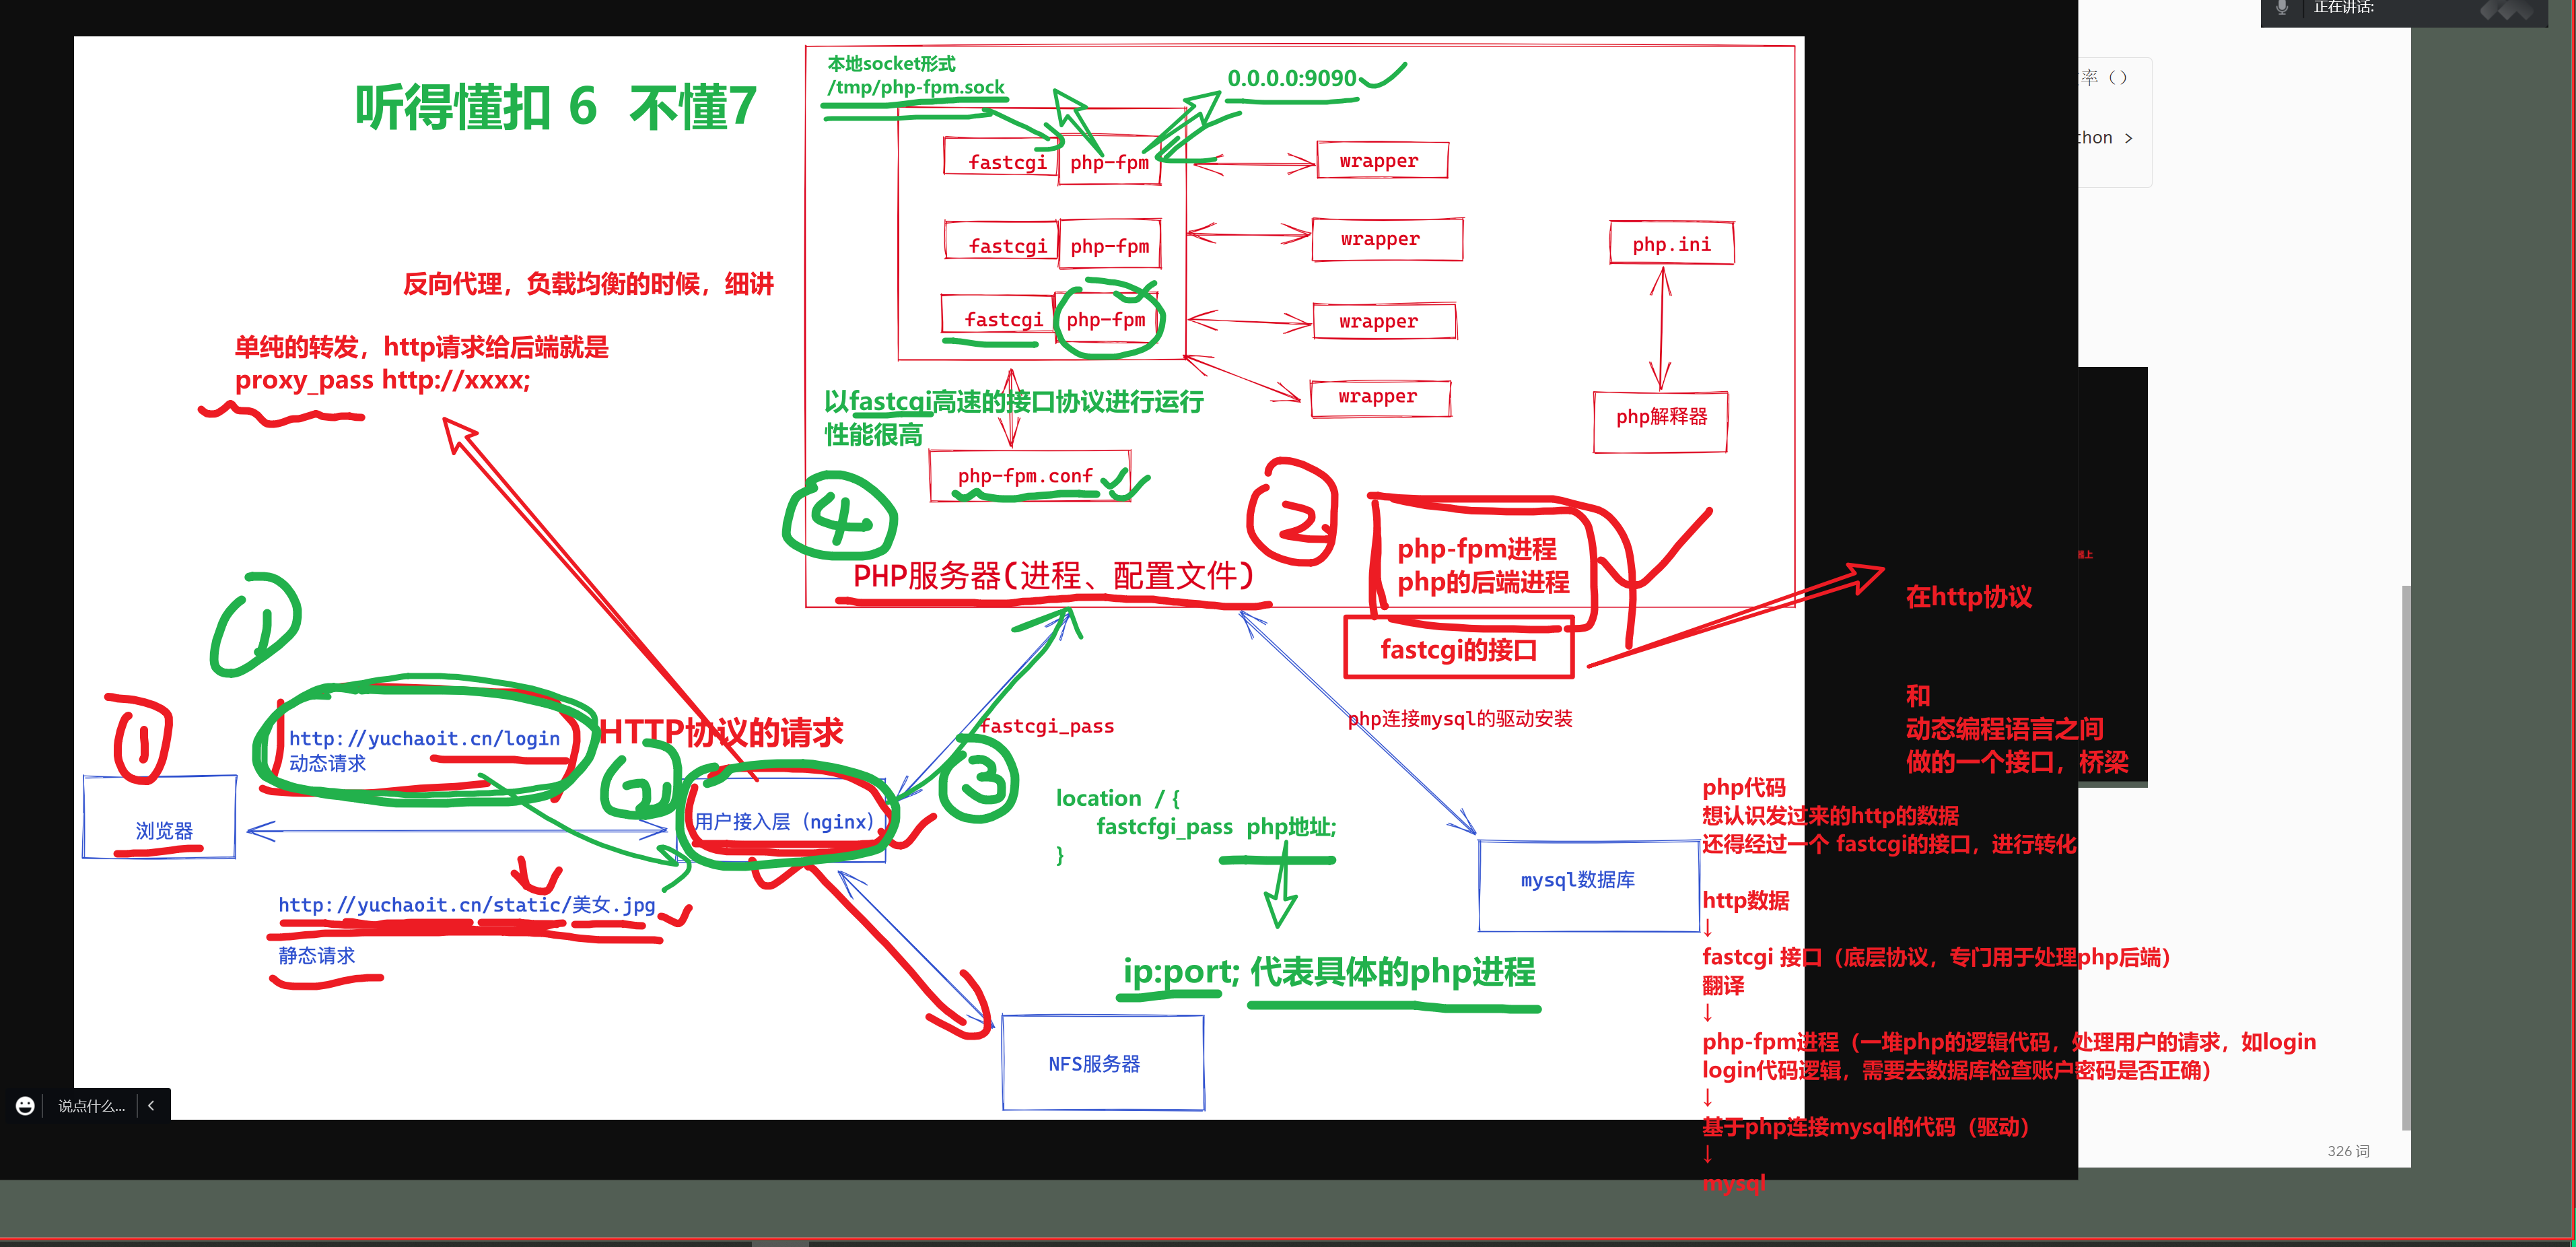 正在讲话:
率（）
thon >
听得懂扣 6 不懂7
本地socket形式
/tmp/php-fpm.sock
0.0.0.0:9090
fastcgi
php-fpm
wrapper
fastcgi
php-fpm
wrapper
fastcgi
php-fpm
wrapper
wrapper
php.ini
php解释器
反向代理，负载均衡的时候，细讲
单纯的转发，http请求给后端就是
proxy_pass http://xxxx;
以fastcgi高速的接口协议进行运行
性能很高
php-fpm.conf
4
2
PHP服务器(进程、配置文件)
php-fpm进程
php的后端进程
fastcgi的接口
器上
在http协议
和
动态编程语言之间
做的一个接口，桥梁
1
1
http://yuchaoit.cn/login
动态请求
HTTP协议的请求
2
fastcgi_pass
3
php连接mysql的驱动安装
浏览器
用户接入层（nginx）
location / {
fastcfgi_pass php地址;
}
http://yuchaoit.cn/static/美女.jpg
静态请求
ip:port; 代表具体的php进程
mysql数据库
NFS服务器
php代码
想认识发过来的http的数据
还得经过一个 fastcgi的接口，进行转化
http数据
↓
fastcgi 接口（底层协议，专门用于处理php后端）
翻译
↓
php-fpm进程（一堆php的逻辑代码，处理用户的请求，如login
login代码逻辑，需要去数据库检查账户密码是否正确）
↓
基于php连接mysql的代码（驱动）
↓
mysql
说点什么...
326 词